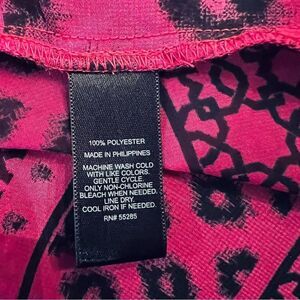 100% POLYESTER
MADE IN PHILIPPINES
MACHINE WASH COLD
WITH LIKE COLORS.
GENTLE CYCLE.
ONLY NON-CHLORINE
BLEACH WHEN NEEDED.
LINE DRY.
COOL IRON IF NEEDED.
RN# 55285